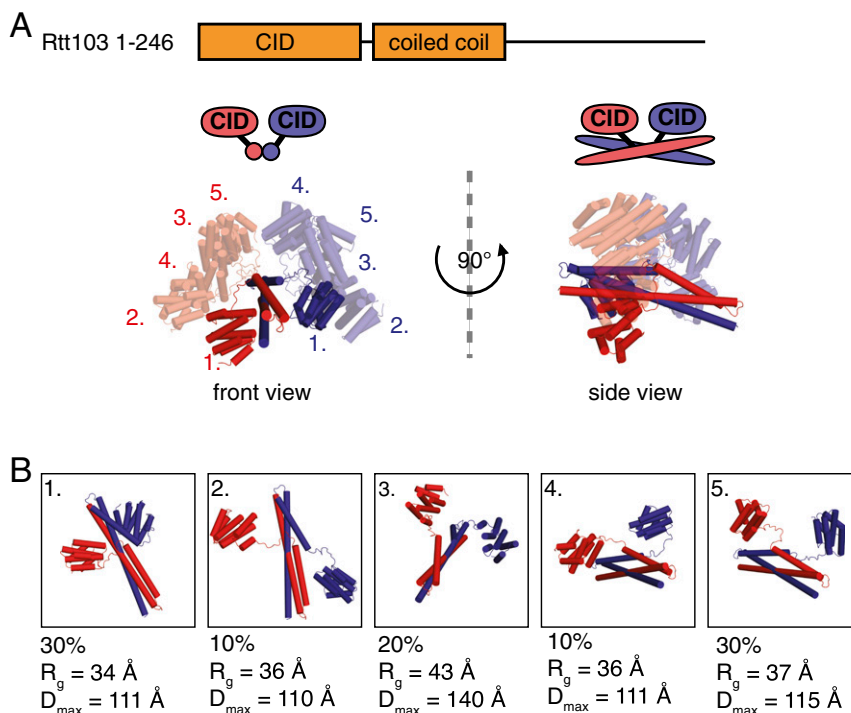 A
Rtt103 1-246
CID
coiled coil
CID CID
CID CID
5.
4.
3.
5.
4.
3.
2.
1.
1.
2.
90°
front view
side view
B
1.
2.
3.
4.
5.
30%
Rg = 34 Å
Dmax = 111 Å
10%
Rg = 36 Å
Dmax = 110 Å
20%
Rg = 43 Å
Dmax = 140 Å
10%
Rg = 36 Å
Dmax = 111 Å
30%
Rg = 37 Å
Dmax = 115 Å